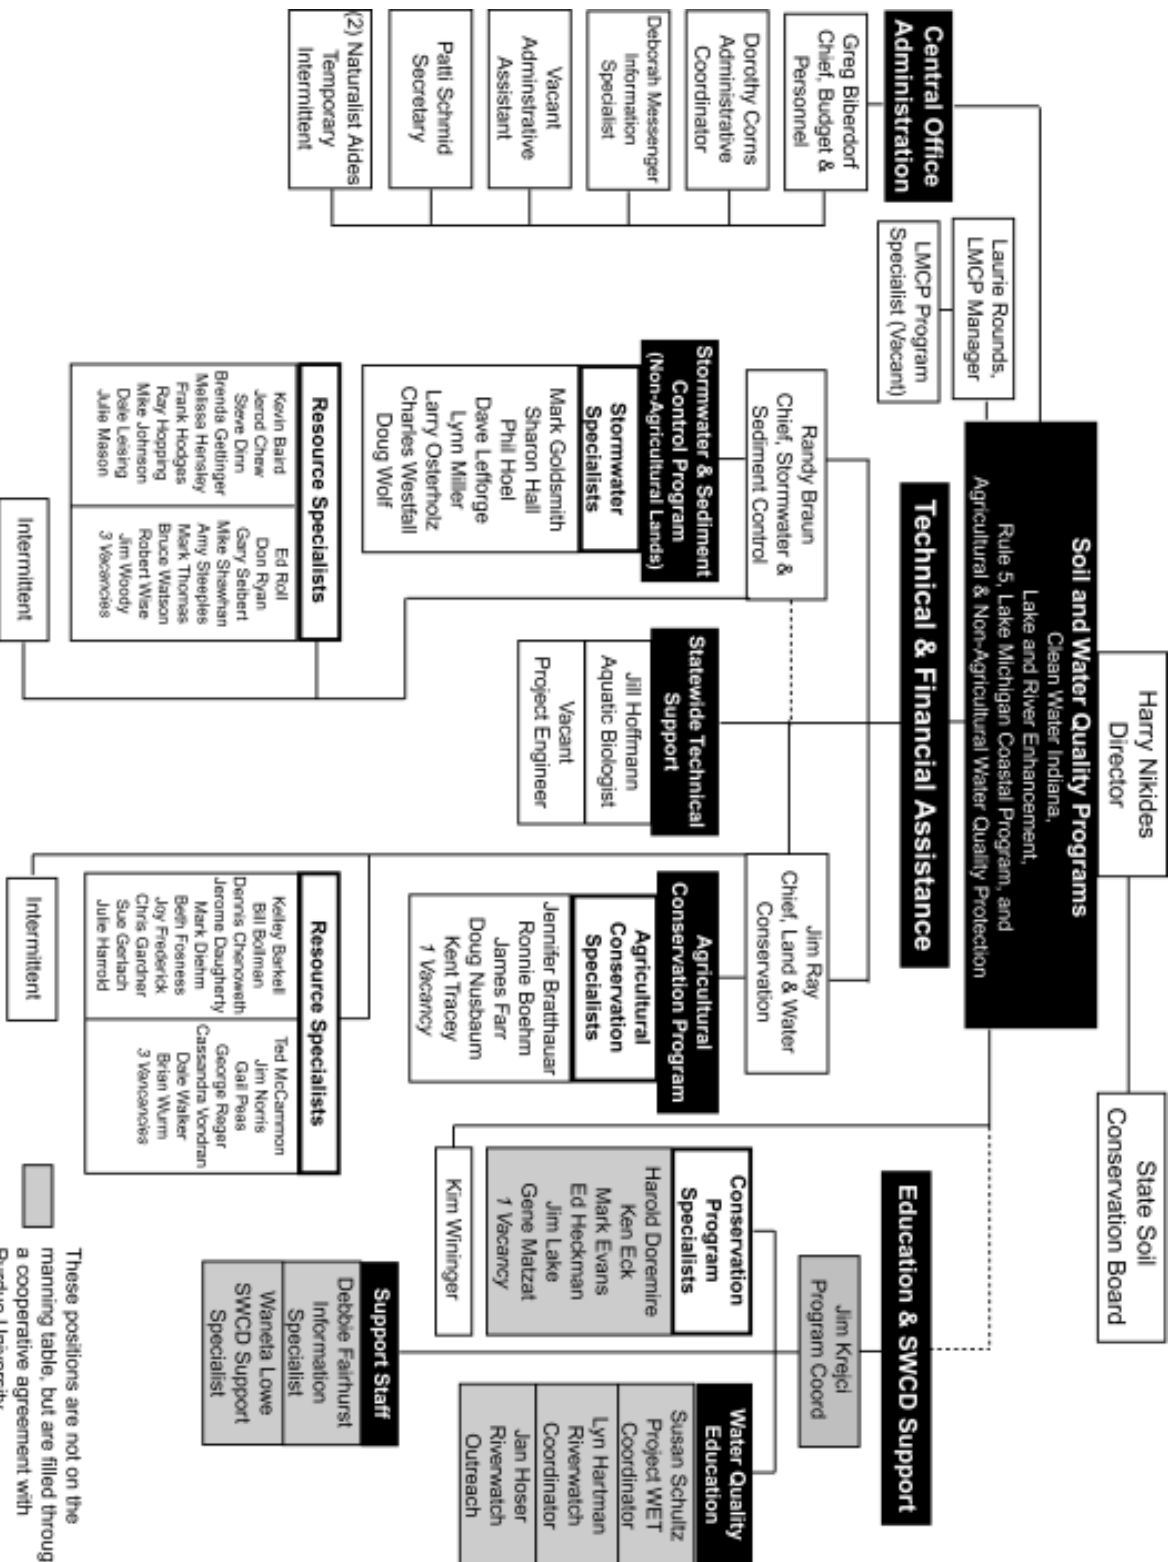 Harry Nikides
Director
State Soil
Conservation Board
Soil and Water Quality Programs
Clean Water Indiana,
Lake and River Enhancement,
Rule 5, Lake Michigan Coastal Program, and
Agricultural & Non-Agricultural Water Quality Protection
Central Office
Administration
Greg Biberdorf
Chief, Budget &
Personnel
Dorothy Corns
Administrative
Coordinator
Deborah Messenger
Information
Specialist
Vacant
Adminstrative
Assistant
Patti Schmid
Secretary
(2) Naturalist Aides
Temporary
Intermittent
Laurie Rounds,
LMCP Manager
LMCP Program
Specialist (Vacant)
Technical & Financial Assistance
Randy Braun
Chief, Stormwater &
Sediment Control
Stormwater & Sediment
Control Program
(Non-Agricultural Lands)
Stormwater
Specialists
Mark Goldsmith
Sharon Hall
Phil Hoel
Dave Lefforge
Lynn Miller
Larry Osterholz
Charles Westfall
Doug Wolf
Resource Specialists
Kevin Baird
Jerod Chew
Steve Dinn
Brenda Gettinger
Melissa Hensley
Frank Hodges
Ray Hopping
Mike Johnson
Dale Leising
Julie Mason
Ed Roll
Don Ryan
Gary Seibert
Mike Shawhan
Amy Steeples
Mark Thomas
Bruce Watson
Robert Wise
Jim Woody
3 Vacancies
Intermittent
Statewide Technical
Support
Jill Hoffmann
Aquatic Biologist
Vacant
Project Engineer
Jim Ray
Chief, Land & Water
Conservation
Agricultural
Conservation Program
Agricultural
Conservation
Specialists
Jennifer Bratthauar
Ronnie Boehm
James Farr
Doug Nusbaum
Kent Tracey
1 Vacancy
Resource Specialists
Kelley Barkell
Bill Bollman
Dennis Chenoweth
Jerome Daugherty
Mark Diehm
Beth Fosness
Joy Frederick
Chris Gardner
Sue Gerlach
Julie Harrold
Ted McCammon
Jim Norris
Gail Peas
George Reger
Cassandra Vondran
Dale Walker
Brian Wurm
3 Vancancies
Intermittent
Education & SWCD Support
Jim Krejci
Program Coord
Conservation
Program
Specialists
Harold Doremire
Ken Eck
Mark Evans
Ed Heckman
Jim Lake
Gene Matzat
1 Vacancy
Kim Wininger
Water Quality
Education
Susan Schultz
Project WET
Coordinator
Lyn Hartman
Riverwatch
Coordinator
Jan Hoser
Riverwatch
Outreach
Support Staff
Debbie Fairhurst
Information
Specialist
Waneta Lowe
SWCD Support
Specialist
These positions are not on the
manning table, but are filled throug
a cooperative agreement with
Purdue University